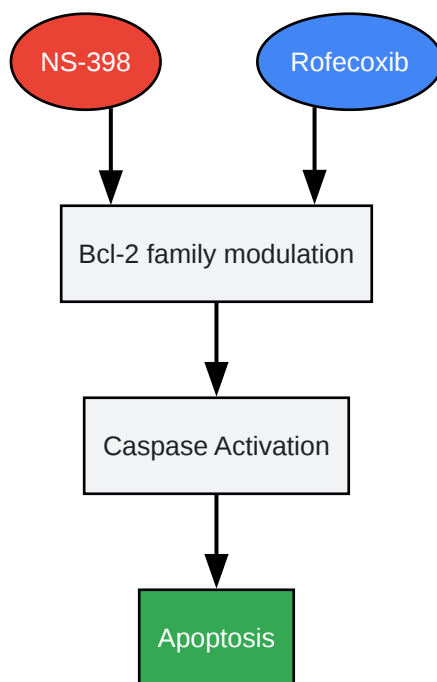 NS-398
Rofecoxib
Bcl-2 family modulation
Caspase Activation
Apoptosis